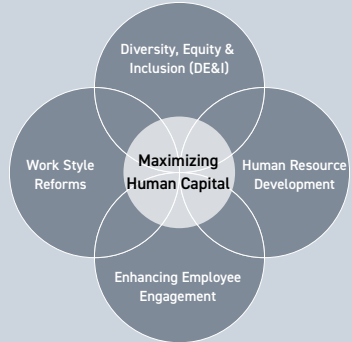 Diversity, Equity &
Inclusion (DE&I)
Work Style
Reforms
Maximizing
Human Capital
Human Resource
Development
Enhancing Employee
Engagement